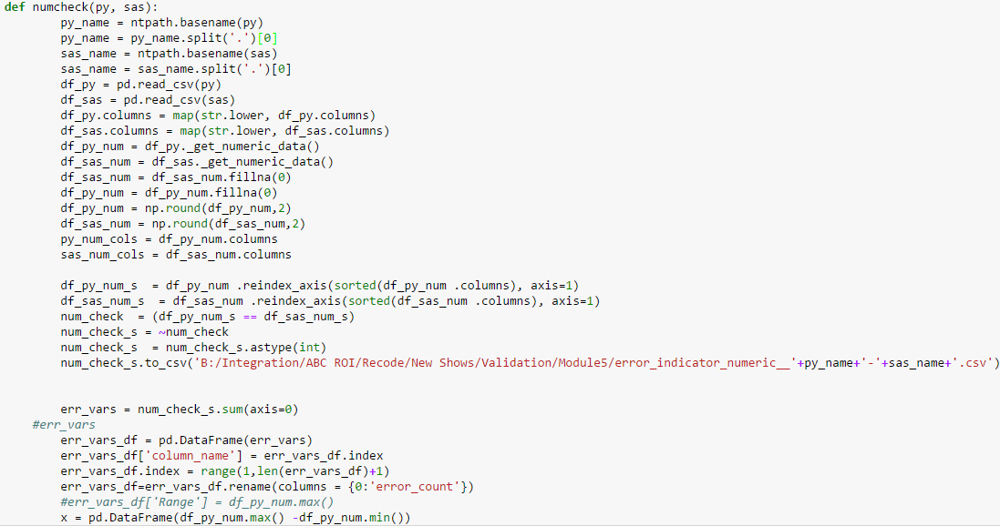 def numcheck(py, sas):
py_name = ntpath.basename(py)
py_name = py_name.split('.')[0]
sas_name = ntpath.basename(sas)
sas_name = sas_name.split('.')[0]
df_py = pd.read_csv(py)
df_sas = pd.read_csv(sas)
df_py.columns = map(str.lower, df_py.columns)
df_sas.columns = map(str.lower, df_sas.columns)
df_py_num = df_py._get_numeric_data()
df_sas_num = df_sas._get_numeric_data()
df_sas_num = df_sas_num.fillna(0)
df_py_num = df_py_num.fillna(0)
df_py_num = np.round(df_py_num,2)
df_sas_num = np.round(df_sas_num,2)
py_num_cols = df_py_num.columns
sas_num_cols = df_sas_num.columns
df_py_num_s  = df_py_num .reindex_axis(sorted(df_py_num .columns), axis=1)
df_sas_num_s  = df_sas_num .reindex_axis(sorted(df_sas_num .columns), axis=1)
num_check  = (df_py_num_s == df_sas_num_s)
num_check_s = ~num_check
num_check_s  = num_check_s.astype(int)
num_check_s.to_csv('B:/Integration/ABC ROI/Recode/New Shows/Validation/Module5/error_indicator_numeric__'+py_name+'-'+sas_name+'.csv')
err_vars = num_check_s.sum(axis=0)
#err_vars
err_vars_df = pd.DataFrame(err_vars)
err_vars_df['column_name'] = err_vars_df.index
err_vars_df.index = range(1,len(err_vars_df)+1)
err_vars_df=err_vars_df.rename(columns = {0:'error_count'})
#err_vars_df['Range'] = df_py_num.max()
x = pd.DataFrame(df_py_num.max() -df_py_num.min())